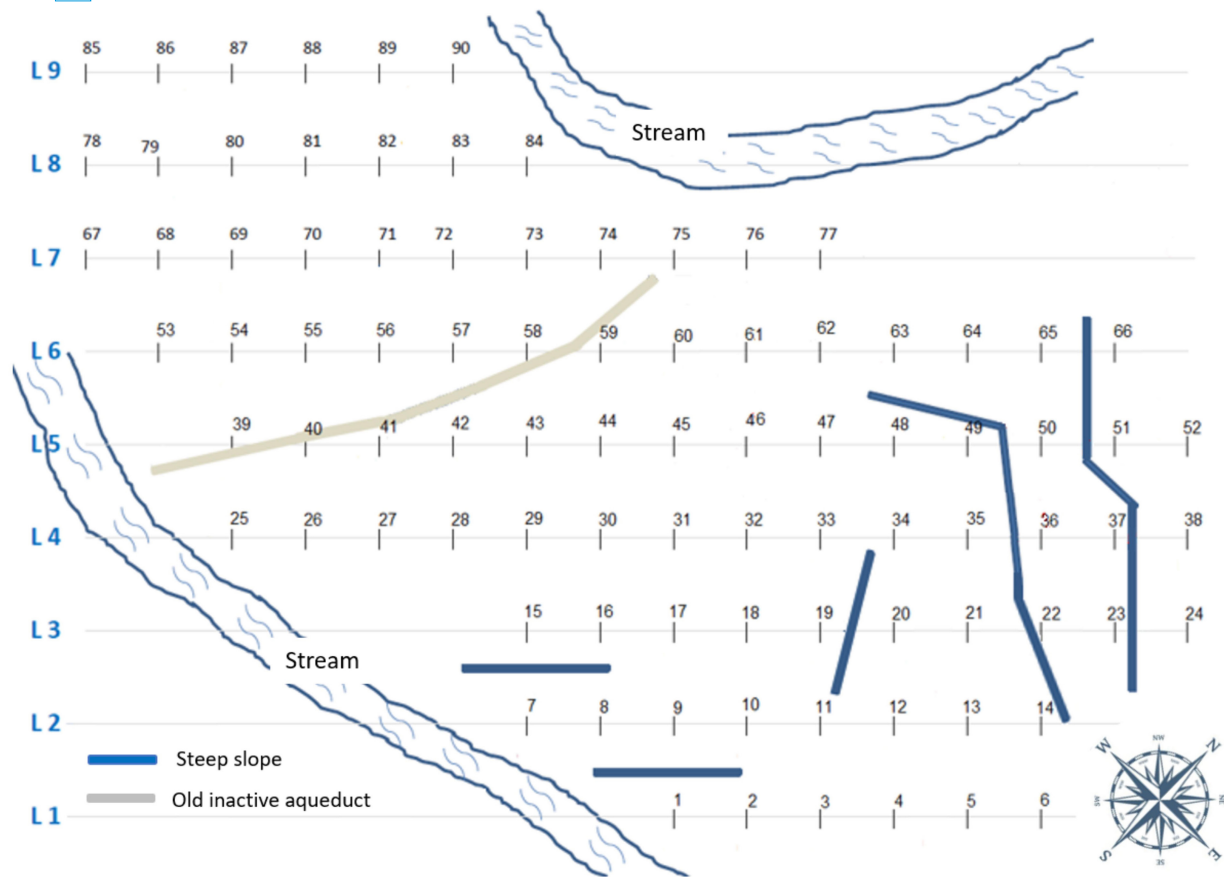 85 86 87 88 89 90
L 9
Stream
78 79 80 81 82 83 84
L 8
67 68 69 70 71 72 73 74 75 76 77
L 7
53 54 55 56 57 58 59 60 61 62 63 64 65 66
L 6
39 40 41 42 43 44 45 46 47 48 49 50 51 52
L 5
25 26 27 28 29 30 31 32 33 34 35 36 37 38
L 4
15 16 17 18 19 20 21 22 23 24
L 3
Stream
7 8 9 10 11 12 13 14
L 2
Steep slope
Old inactive aqueduct
1 2 3 4 5 6
L 1
NW
W N
SW NE
S E
SE